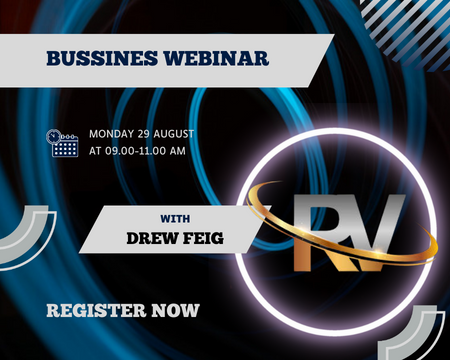 BUSSINES WEBINAR
MONDAY 29 AUGUST
AT 09.00-11.00 AM
WITH
DREW FEIG
RV
REGISTER NOW